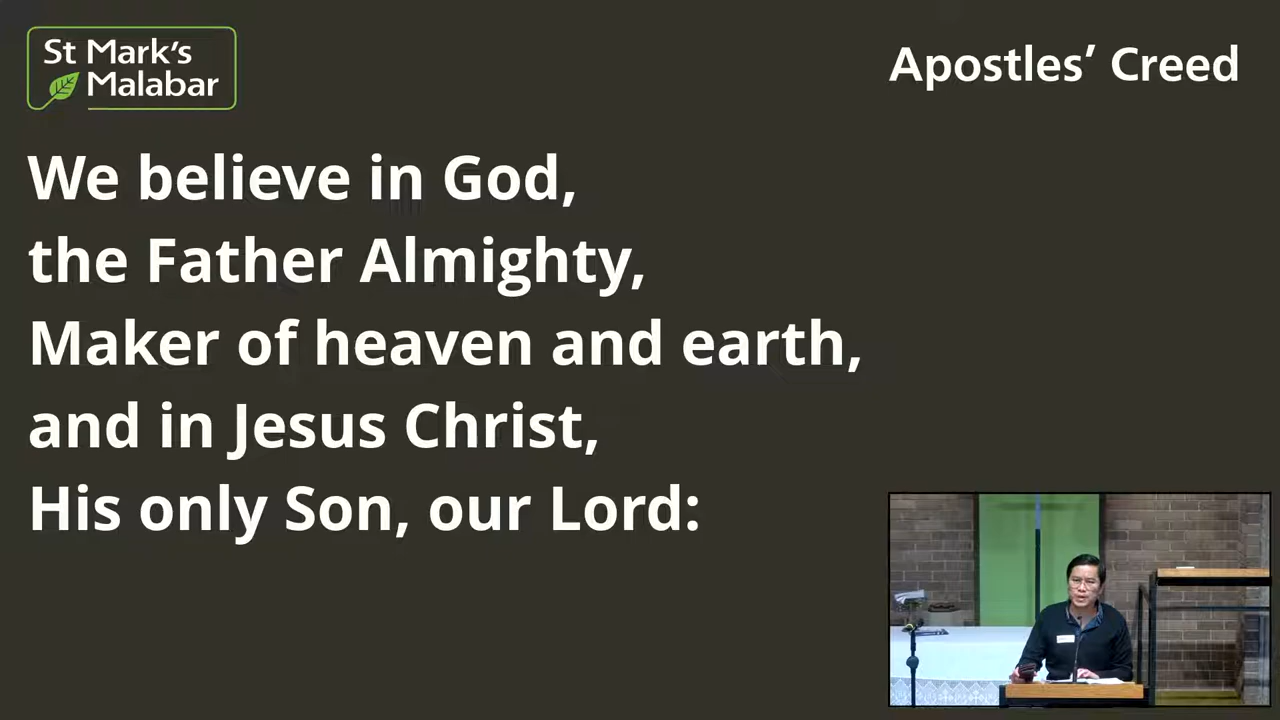 St Mark's
Malabar
Apostles’ Creed
We believe in God,
the Father Almighty,
Maker of heaven and earth,
and in Jesus Christ,
His only Son, our Lord: